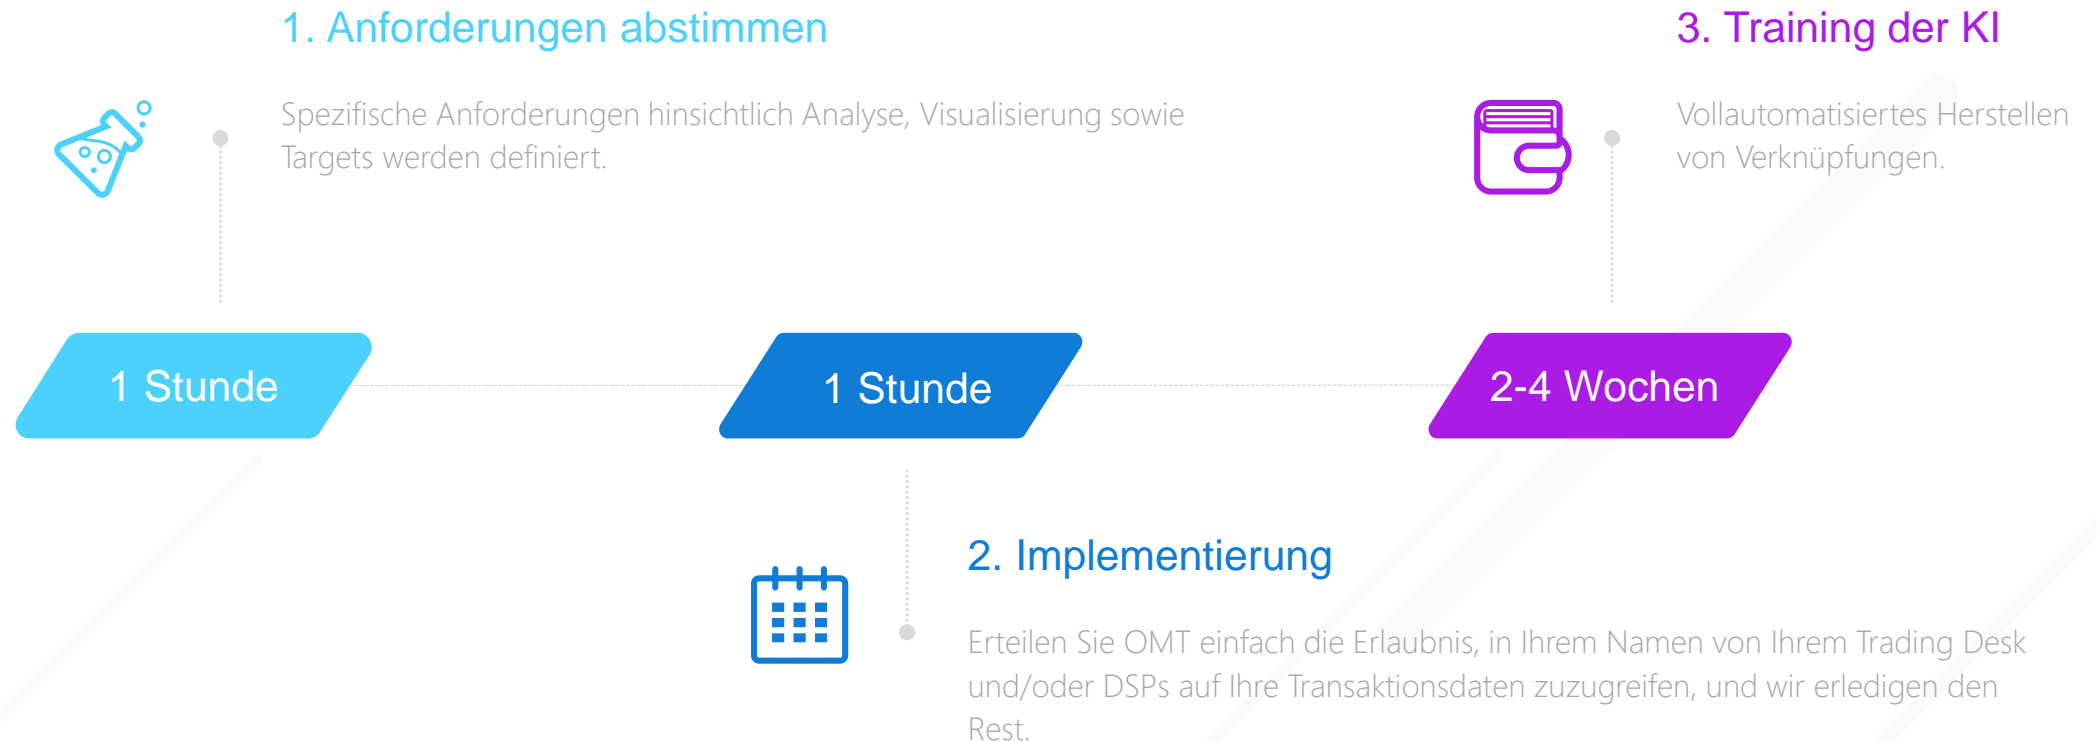 1. Anforderungen abstimmen
Spezifische Anforderungen hinsichtlich Analyse, Visualisierung sowie
Targets werden definiert.
3. Training der KI
Vollautomatisiertes Herstellen
von Verknüpfungen.
1 Stunde
1 Stunde
2-4 Wochen
2. Implementierung
Erteilen Sie OMT einfach die Erlaubnis, in Ihrem Namen von Ihrem Trading Desk
und/oder DSPs auf Ihre Transaktionsdaten zuzugreifen, und wir erledigen den
Rest.